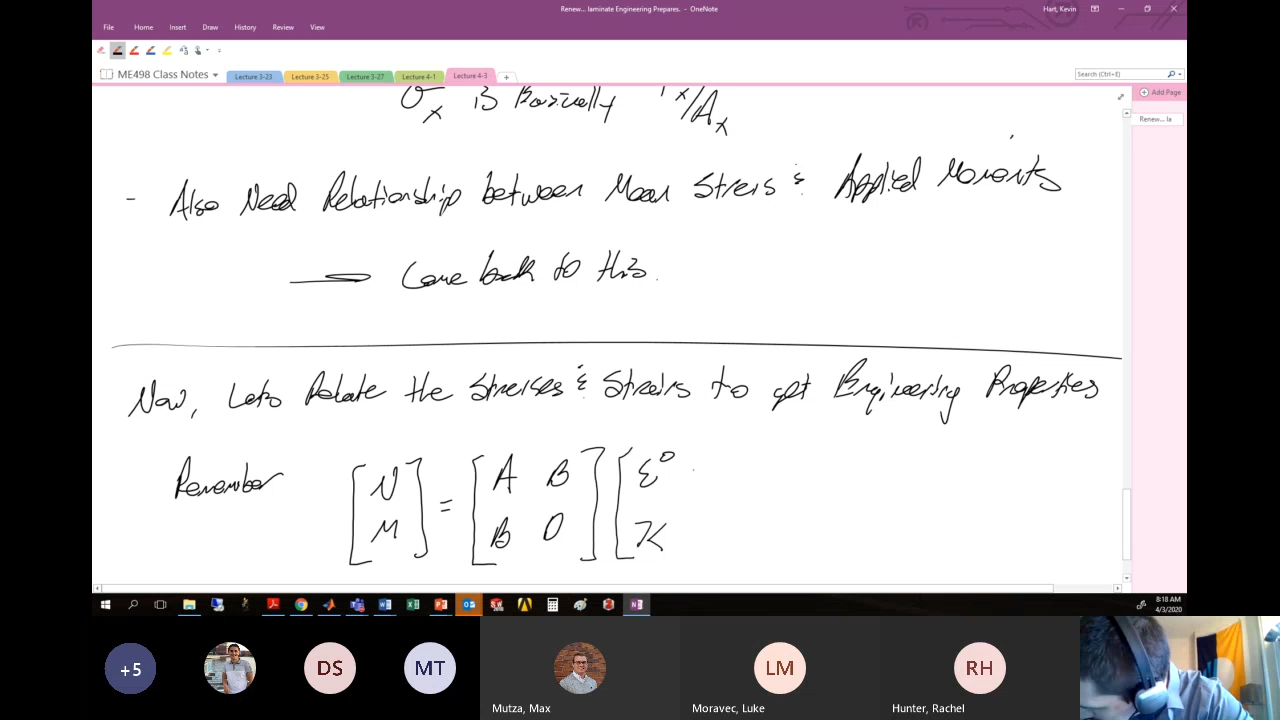 Renew... laminate Engineering Prepares. - OneNote
Hart, Kevin
File Home Insert Draw History Review View
ME498 Class Notes
Lecture 3-23 Lecture 3-25 Lecture 3-27 Lecture 4-1 Lecture 4-3 +
Search (Ctrl+E)
Add Page
Renew... la
σx is Basically Fx/Ax
- Also Need Relationship between Mean Stress & Applied Moments
Come back to this.
Now, Lets Relate the Stresses & Strains to get Engineering Properties
Remember [N M] = [A B B D] [ε° K
8:18 AM
4/3/2020
+5 DS MT LM RH
Mutza, Max Moravec, Luke Hunter, Rachel